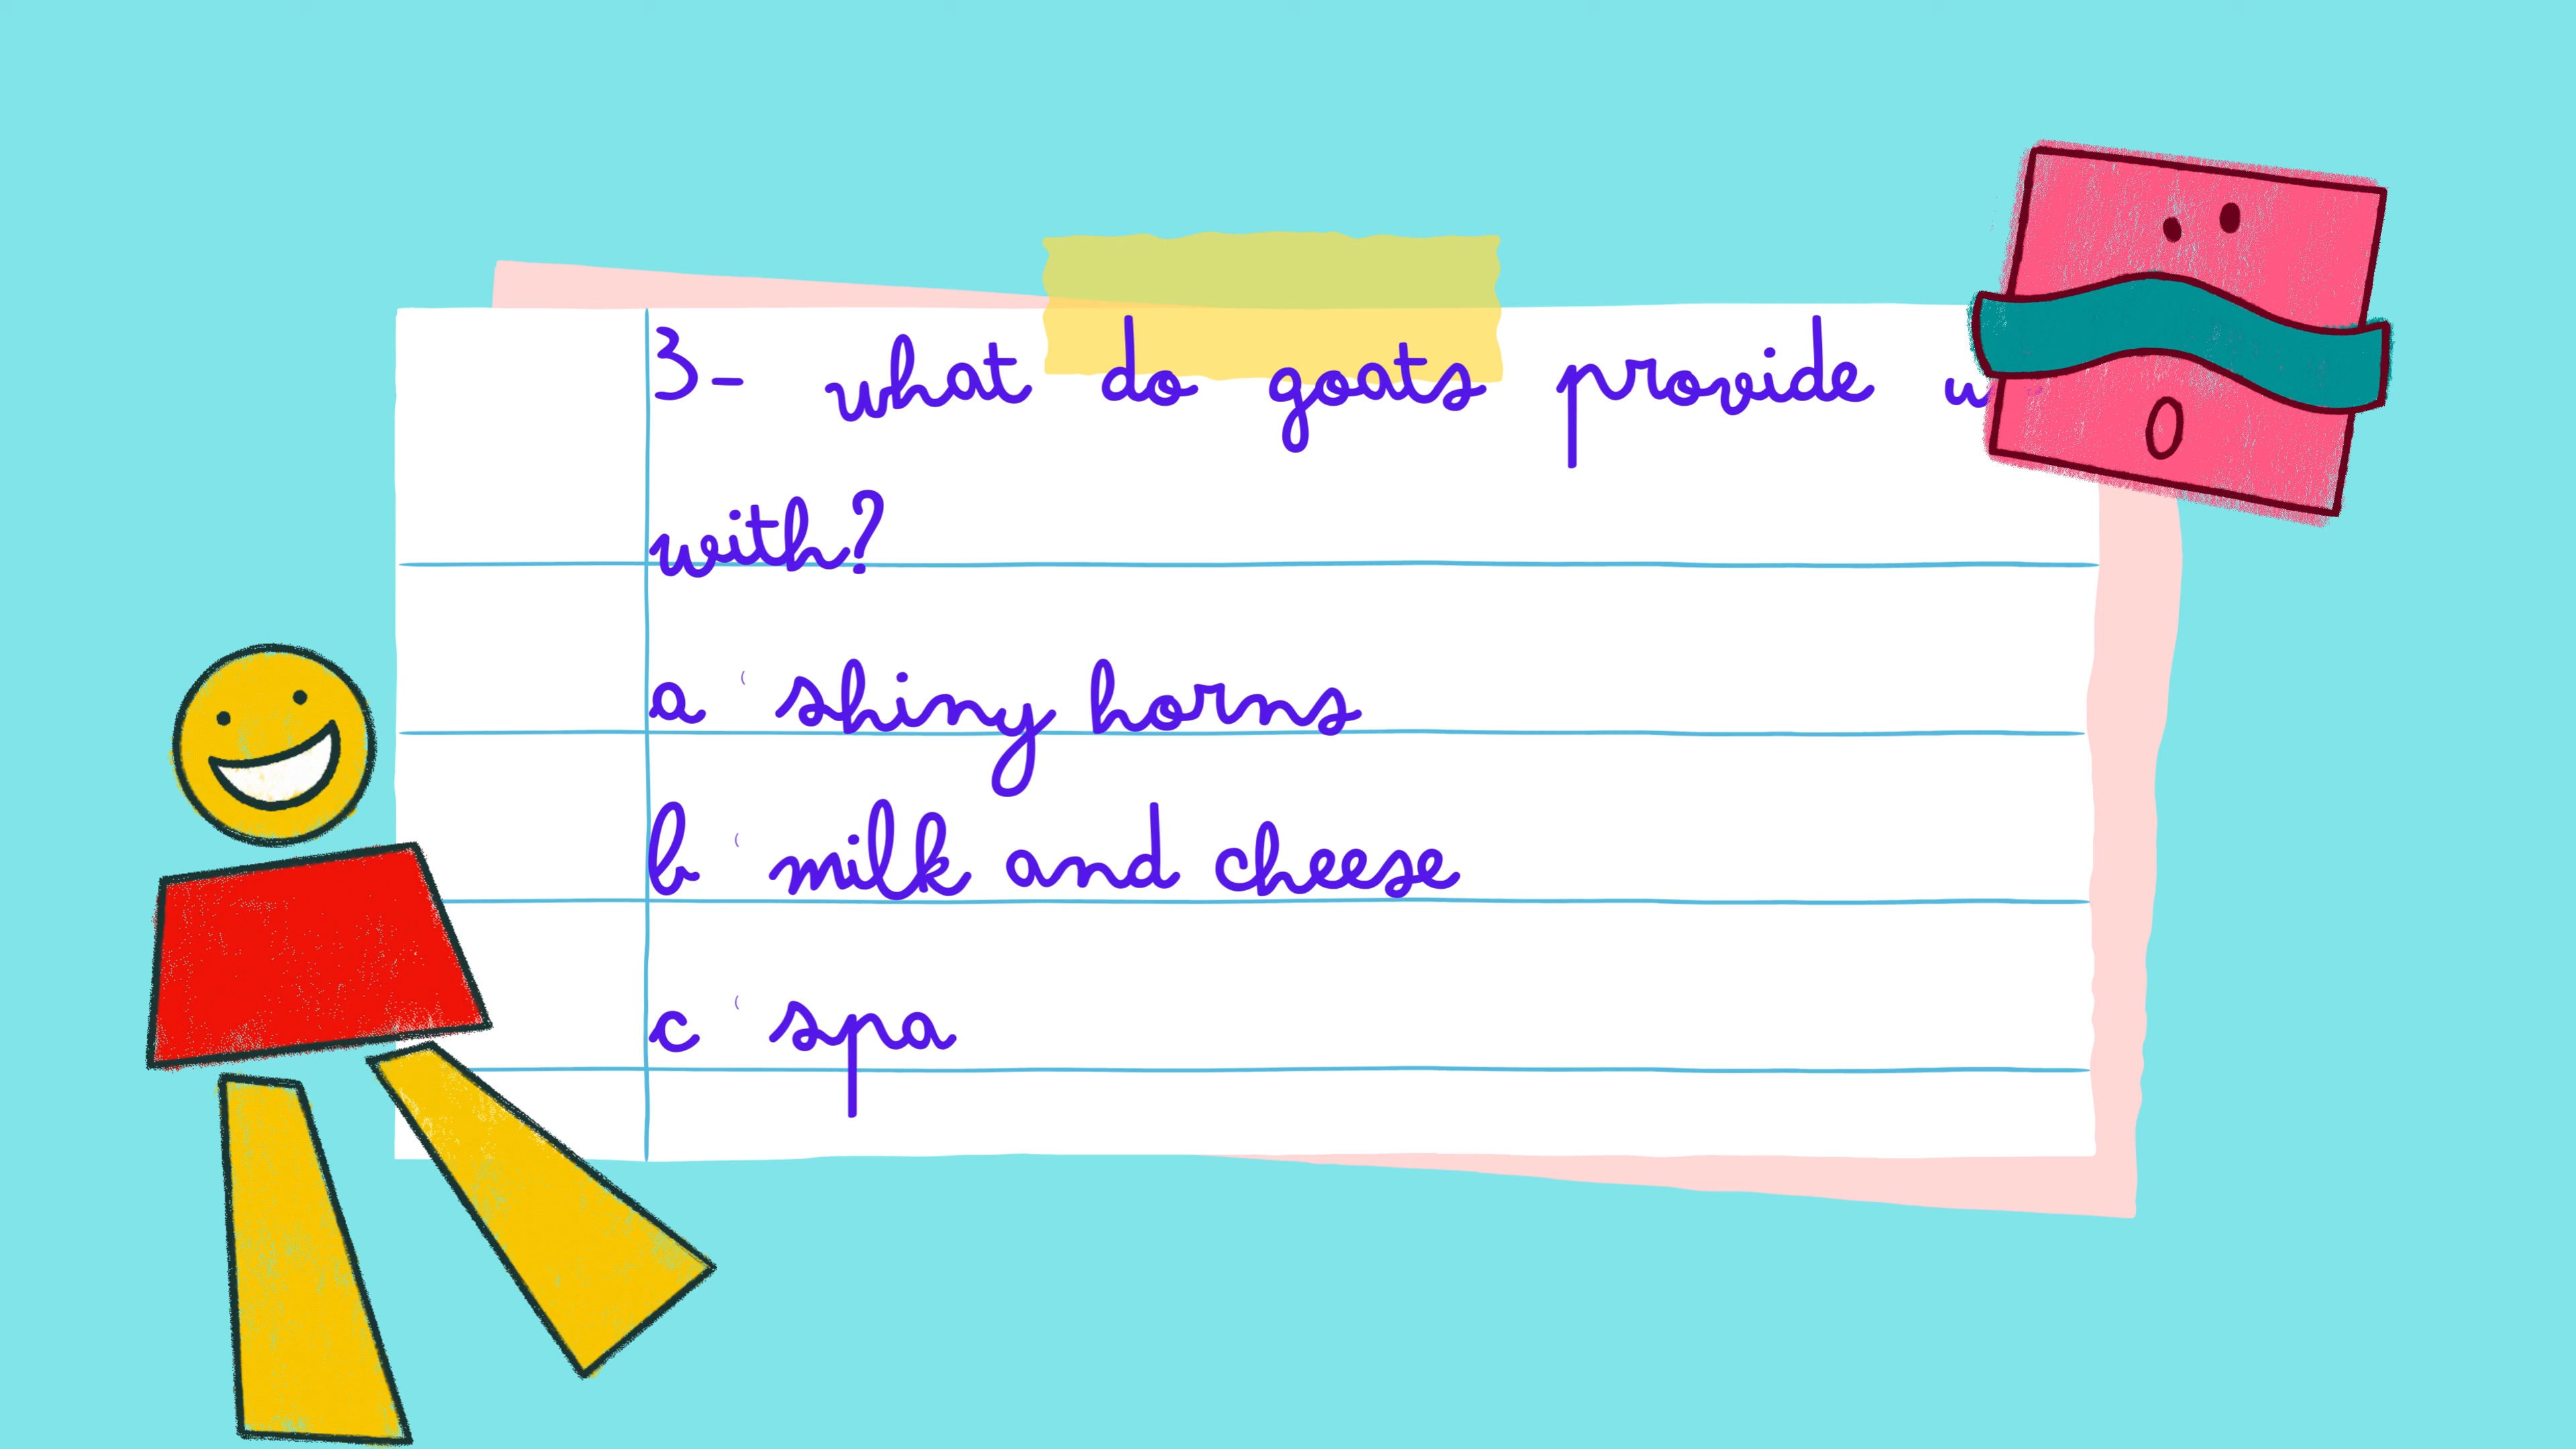 3- what do goats provide
with?
a ‘ shiny horns
b ‘ milk and cheese
c ‘ spa